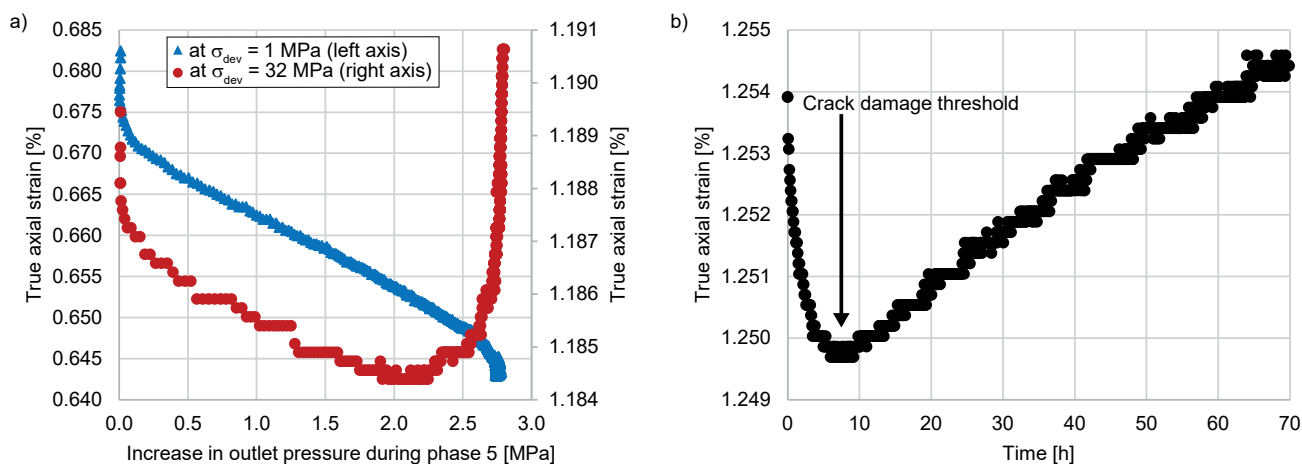 a)
0.685
0.680
0.675
0.670
0.665
0.660
0.655
0.650
0.645
0.640
True axial strain [%]
at σdev = 1 MPa (left axis)
at σdev = 32 MPa (right axis)
1.191
1.190
1.189
1.188
1.187
1.186
1.185
1.184
True axial strain [%]
0.0 0.5 1.0 1.5 2.0 2.5 3.0
Increase in outlet pressure during phase 5 [MPa]
b)
1.255
1.254
1.253
1.252
1.251
1.250
1.249
True axial strain [%]
Crack damage threshold
0 10 20 30 40 50 60 70
Time [h]